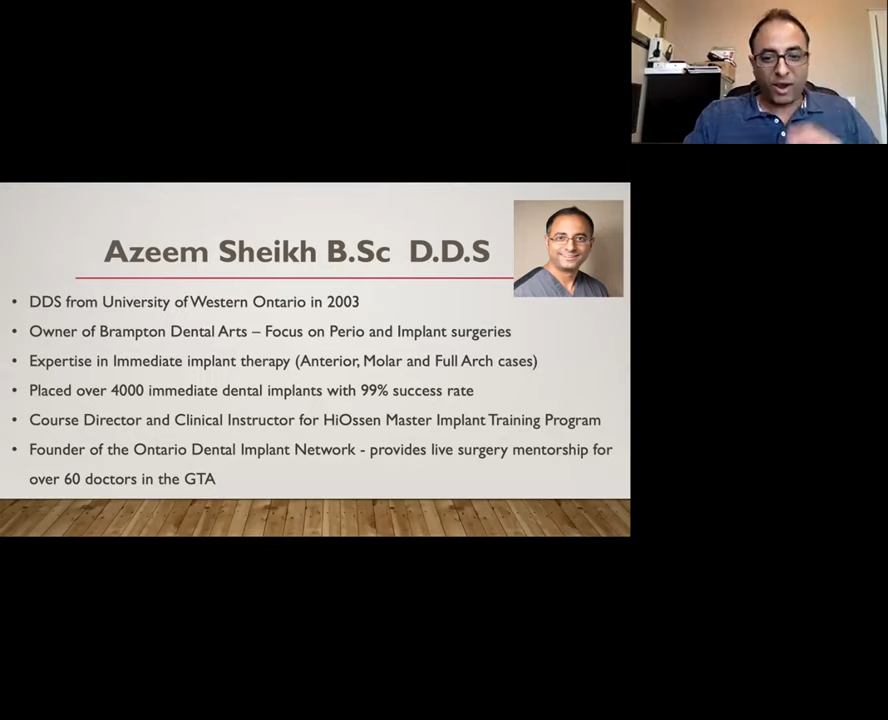 Azeem Sheikh B.Sc D.D.S
• DDS from University of Western Ontario in 2003
• Owner of Brampton Dental Arts – Focus on Perio and Implant surgeries
• Expertise in Immediate implant therapy (Anterior, Molar and Full Arch cases)
• Placed over 4000 immediate dental implants with 99% success rate
• Course Director and Clinical Instructor for HiOssen Master Implant Training Program
• Founder of the Ontario Dental Implant Network - provides live surgery mentorship for
over 60 doctors in the GTA